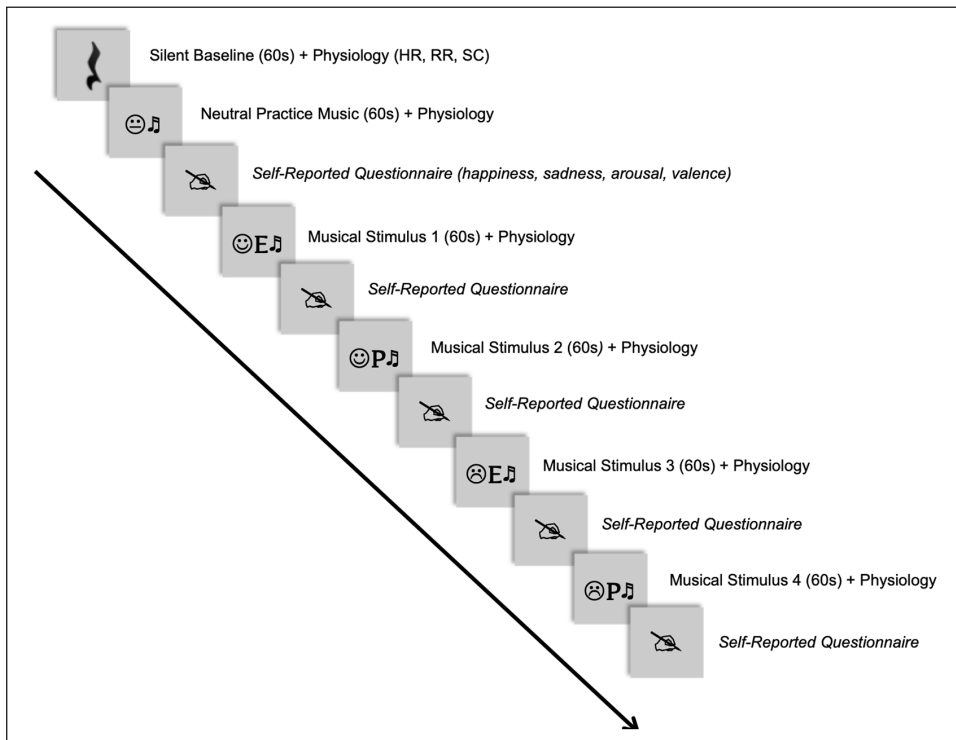 Silent Baseline (60s) + Physiology (HR, RR, SC)
Neutral Practice Music (60s) + Physiology
Self-Reported Questionnaire (happiness, sadness, arousal, valence)
E Musical Stimulus 1 (60s) + Physiology
Self-Reported Questionnaire
P Musical Stimulus 2 (60s) + Physiology
Self-Reported Questionnaire
E Musical Stimulus 3 (60s) + Physiology
Self-Reported Questionnaire
P Musical Stimulus 4 (60s) + Physiology
Self-Reported Questionnaire